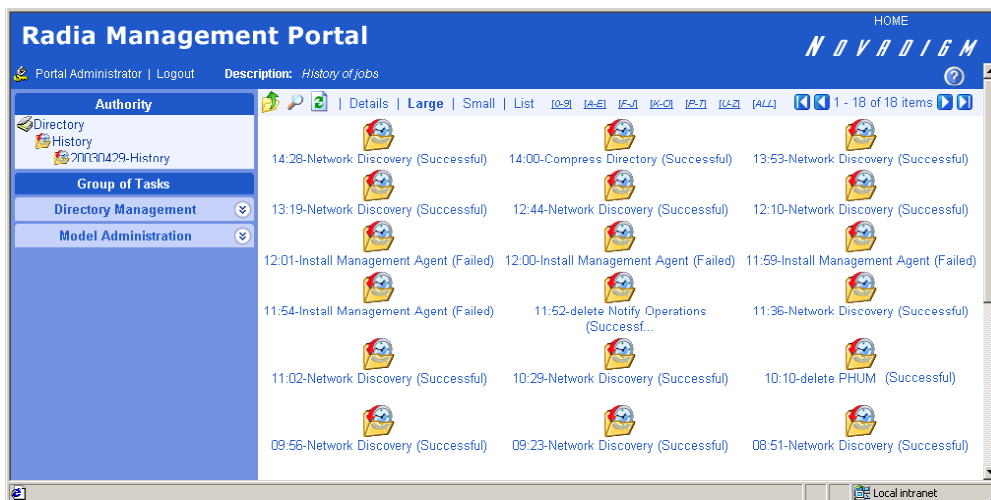 Radia Management Portal
HOME
NOVADIGM
Portal Administrator | Logout Description: History of jobs
Authority
Directory
History
20030429-History
Group of Tasks
Directory Management
Model Administration
| Details | Large | Small | List [0-9] [A-E] [F-J] [K-O] [P-T] [U-Z] [ALL] 1 - 18 of 18 items
14:28-Network Discovery (Successful) 14:00-Compress Directory (Successful) 13:53-Network Discovery (Successful)
13:19-Network Discovery (Successful) 12:44-Network Discovery (Successful) 12:10-Network Discovery (Successful)
12:01-Install Management Agent (Failed) 12:00-Install Management Agent (Failed) 11:59-Install Management Agent (Failed)
11:54-Install Management Agent (Failed) 11:52-delete Notify Operations (Successf... 11:36-Network Discovery (Successful)
11:02-Network Discovery (Successful) 10:29-Network Discovery (Successful) 10:10-delete PHUM (Successful)
09:56-Network Discovery (Successful) 09:23-Network Discovery (Successful) 08:51-Network Discovery (Successful)
Local intranet